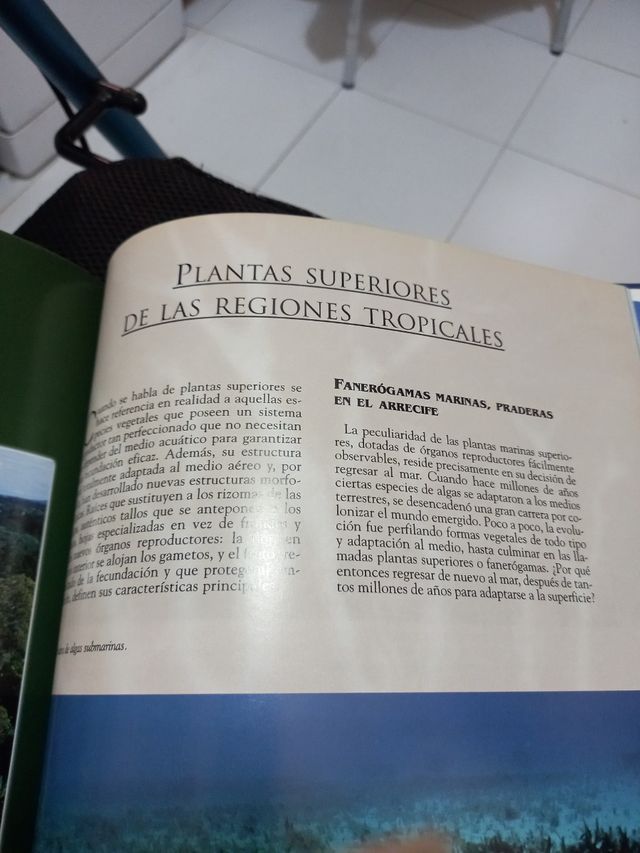 PLANTAS SUPERIORES
DE LAS REGIONES TROPICALES
se habla de plantas superiores se
hace referencia en realidad a aquellas es-
vegetales que poseen un sistema
tan perfeccionado que no necesitan
del medio acuático para garantizar
eficaz. Además, su estructura
adaptada al medio aéreo y, por
desarrollado nuevas estructuras morfo-
Raíces que sustituyen a los rizomas de las
auténticos tallos que se anteponen a los
hojas especializadas en vez de y
órganos reproductores: la en
se alojan los gametos, y el
de la fecundación y que
definen sus características
de algas submarinas.
FANERÓGAMAS MARINAS, PRADERAS
EN EL ARRECIFE
La peculiaridad de las plantas marinas superio-
res, dotadas de órganos reproductores fácilmente
observables, reside precisamente en su decisión de
regresar al mar. Cuando hace millones de años
ciertas especies de algas se adaptaron a los medios
terrestres, se desencadenó una gran carrera por co-
lonizar el mundo emergido. Poco a poco, la evolu-
ción fue perfilando formas vegetales de todo tipo
y adaptación al medio, hasta culminar en las lla-
madas plantas superiores o fanerógamas. ¿Por qué
entonces regresar de nuevo al mar, después de tan-
tos millones de años para adaptarse a la superficie?